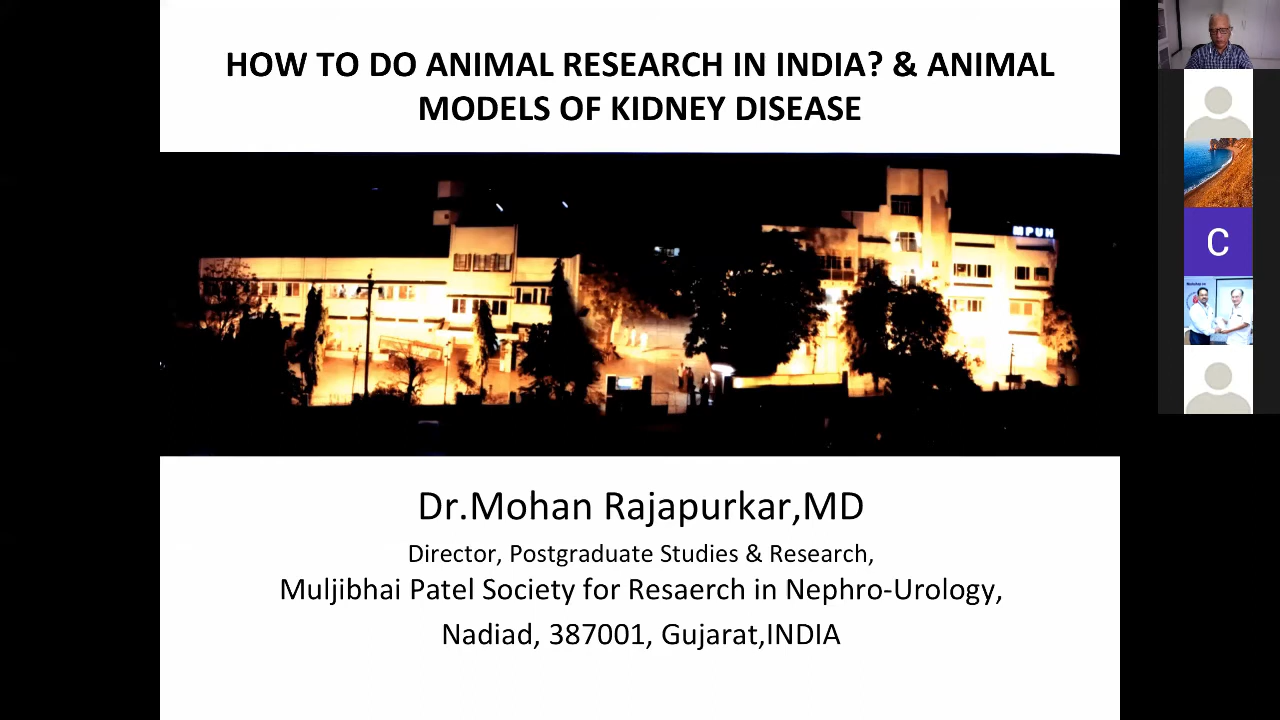 HOW TO DO ANIMAL RESEARCH IN INDIA? & ANIMAL
MODELS OF KIDNEY DISEASE
MPUH
Dr.Mohan Rajapurkar,MD
Director, Postgraduate Studies & Research,
Muljibhai Patel Society for Resaerch in Nephro-Urology,
Nadiad, 387001, Gujarat,INDIA
C